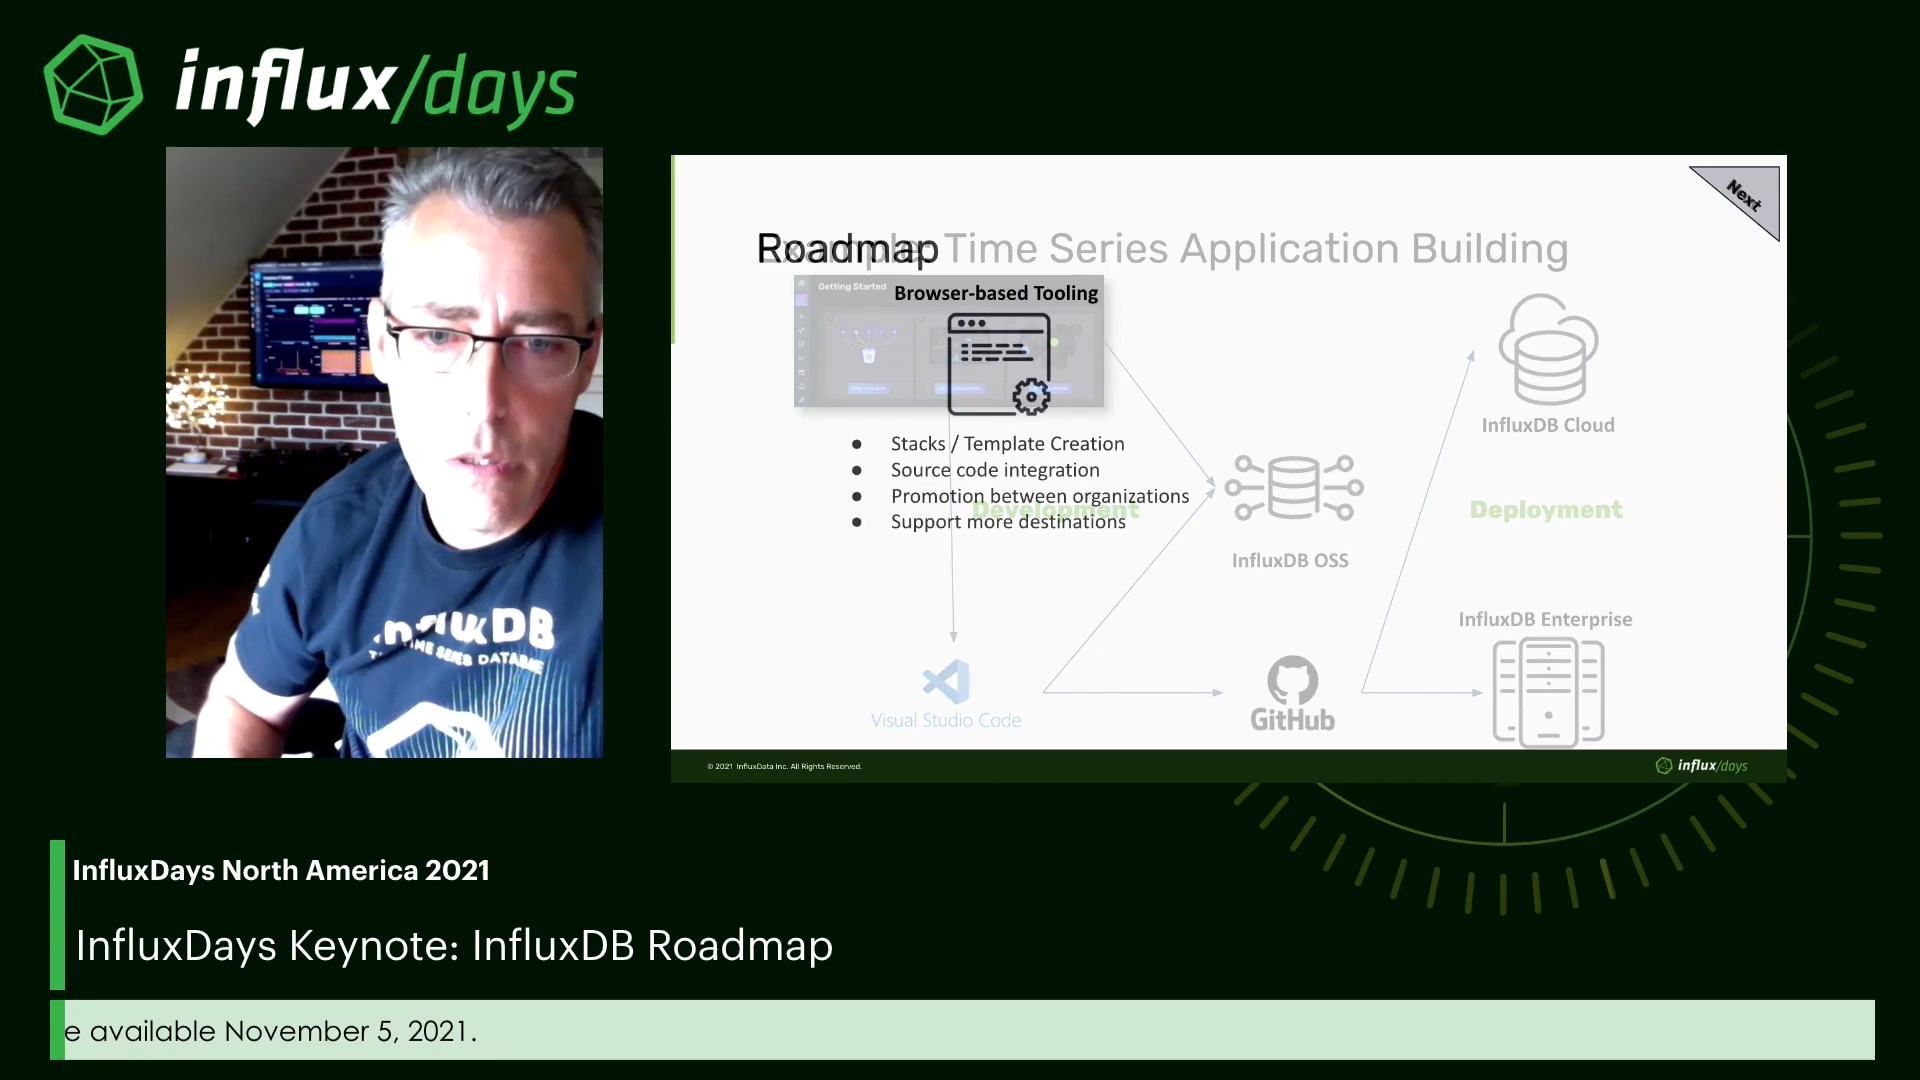 influx/days
Next
Roadmap
Time Series Application Building
Getting Started
Browser-based Tooling
InfluxDB Cloud
● Stacks / Template Creation
● Source code integration
● Promotion between organizations
● Support more destinations
Development
Deployment
InfluxDB OSS
InfluxDB Enterprise
Visual Studio Code
GitHub
© 2021 InfluxData Inc. All Rights Reserved.
influx/days
InfluxDB
TIME SERIES DATABASE
InfluxDays North America 2021
InfluxDays Keynote: InfluxDB Roadmap
e available November 5, 2021.